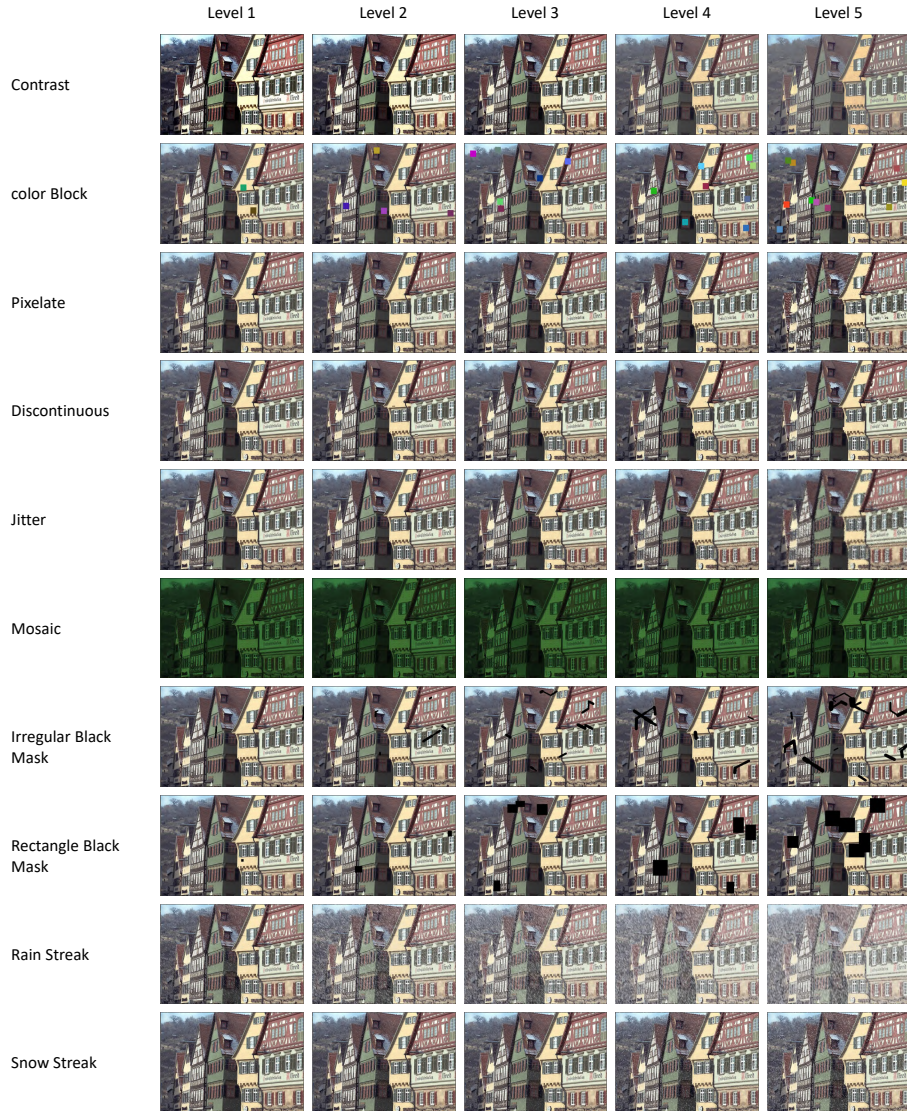 Level 1 Level 2 Level 3 Level 4 Level 5
Contrast
color Block
Pixelate
Discontinuous
Jitter
Mosaic
Irregular Black
Mask
Rectangle Black
Mask
Rain Streak
Snow Streak